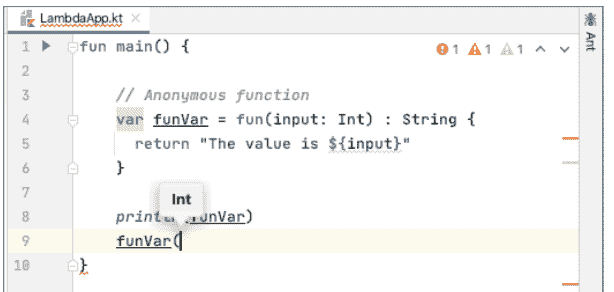 LambdaApp.kt
1 fun main() {
1 1 1
Ant
2
3 // Anonymous function
4 var funVar = fun(input: Int) : String {
5 return "The value is ${input}"
6 }
7
Int
8 funVar)
9 funVar(
10 }